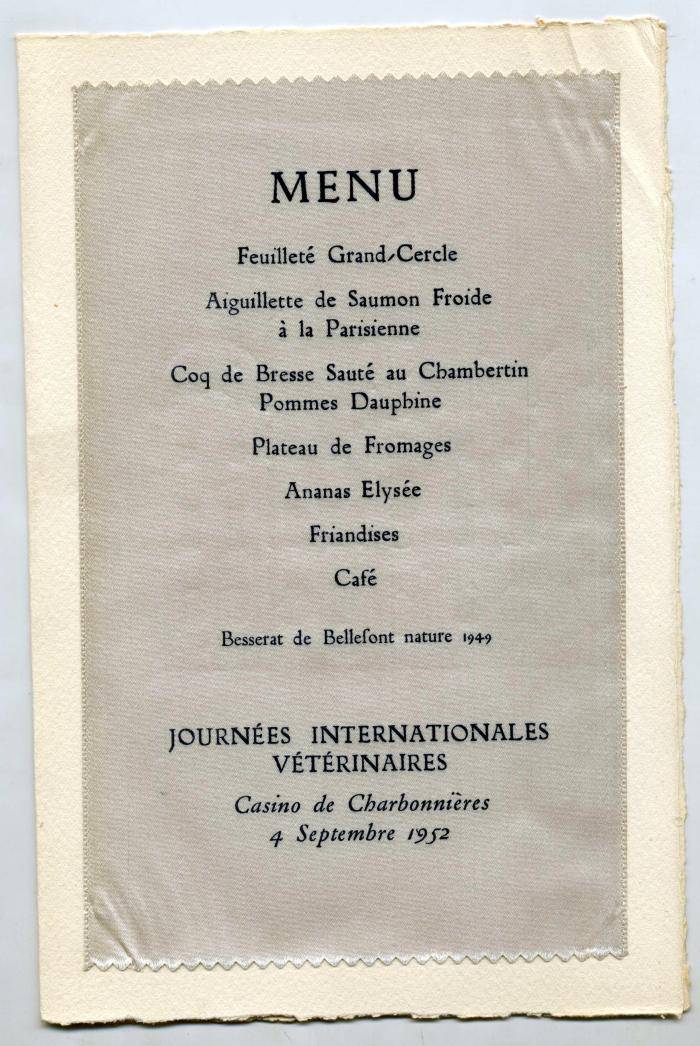 MENU
Feuilleté Grand-Cercle
Aiguillette de Saumon Froide
à la Parisienne
Coq de Bresse Sauté au Chambertin
Pommes Dauphine
Plateau de Fromages
Ananas Elysée
Friandises
Café
Besserat de Bellefont nature 1949
JOURNÉES INTERNATIONALES
VÉTÉRINAIRES
Casino de Charbonnières
4 Septembre 1952